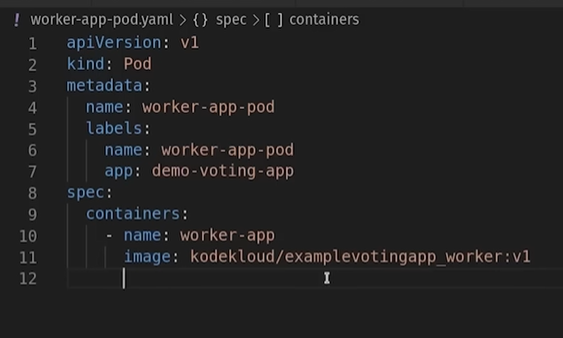 ! worker-app-pod.yaml > {} spec > [ ] containers
1 apiVersion: v1
2 kind: Pod
3 metadata:
4   name: worker-app-pod
5   labels:
6     name: worker-app-pod
7     app: demo-voting-app
8 spec:
9   containers:
10     - name: worker-app
11       image: kodekloud/examplevotingapp_worker:v1
12